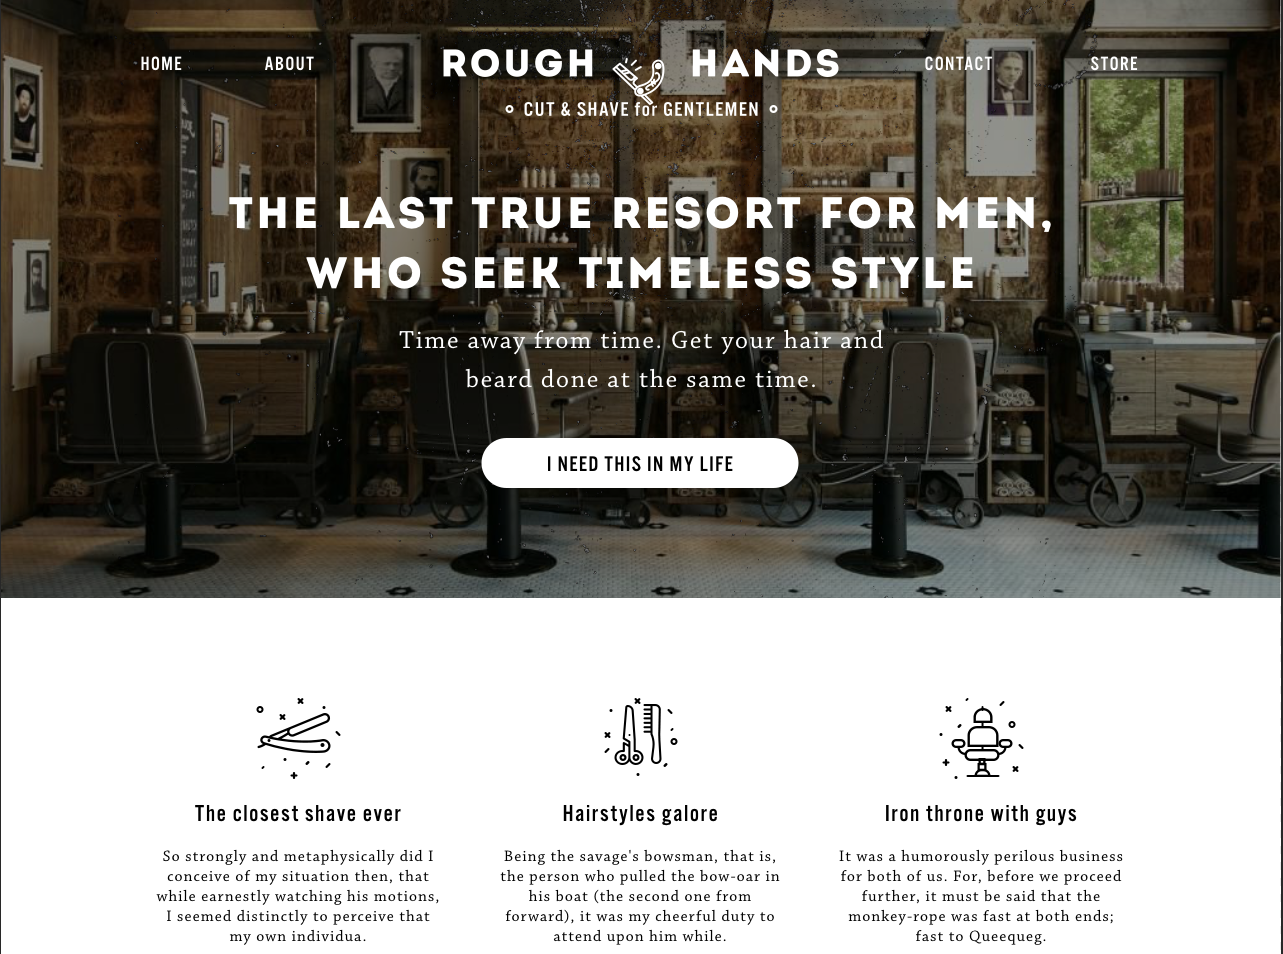 HOME
ABOUT
ROUGH HANDS
CONTACT
STORE
CUT & SHAVE for GENTLEMEN
THE LAST TRUE RESORT FOR MEN,
WHO SEEK TIMELESS STYLE
Time away from time. Get your hair and
beard done at the same time.
I NEED THIS IN MY LIFE
The closest shave ever
So strongly and metaphysically did I
conceive of my situation then, that
while earnestly watching his motions,
I seemed distinctly to perceive that
my own individua.
Hairstyles galore
Being the savage's bowsman, that is,
the person who pulled the bow-oar in
his boat (the second one from
forward), it was my cheerful duty to
attend upon him while.
Iron throne with guys
It was a humorously perilous business
for both of us. For, before we proceed
further, it must be said that the
monkey-rope was fast at both ends;
fast to Queequeg.